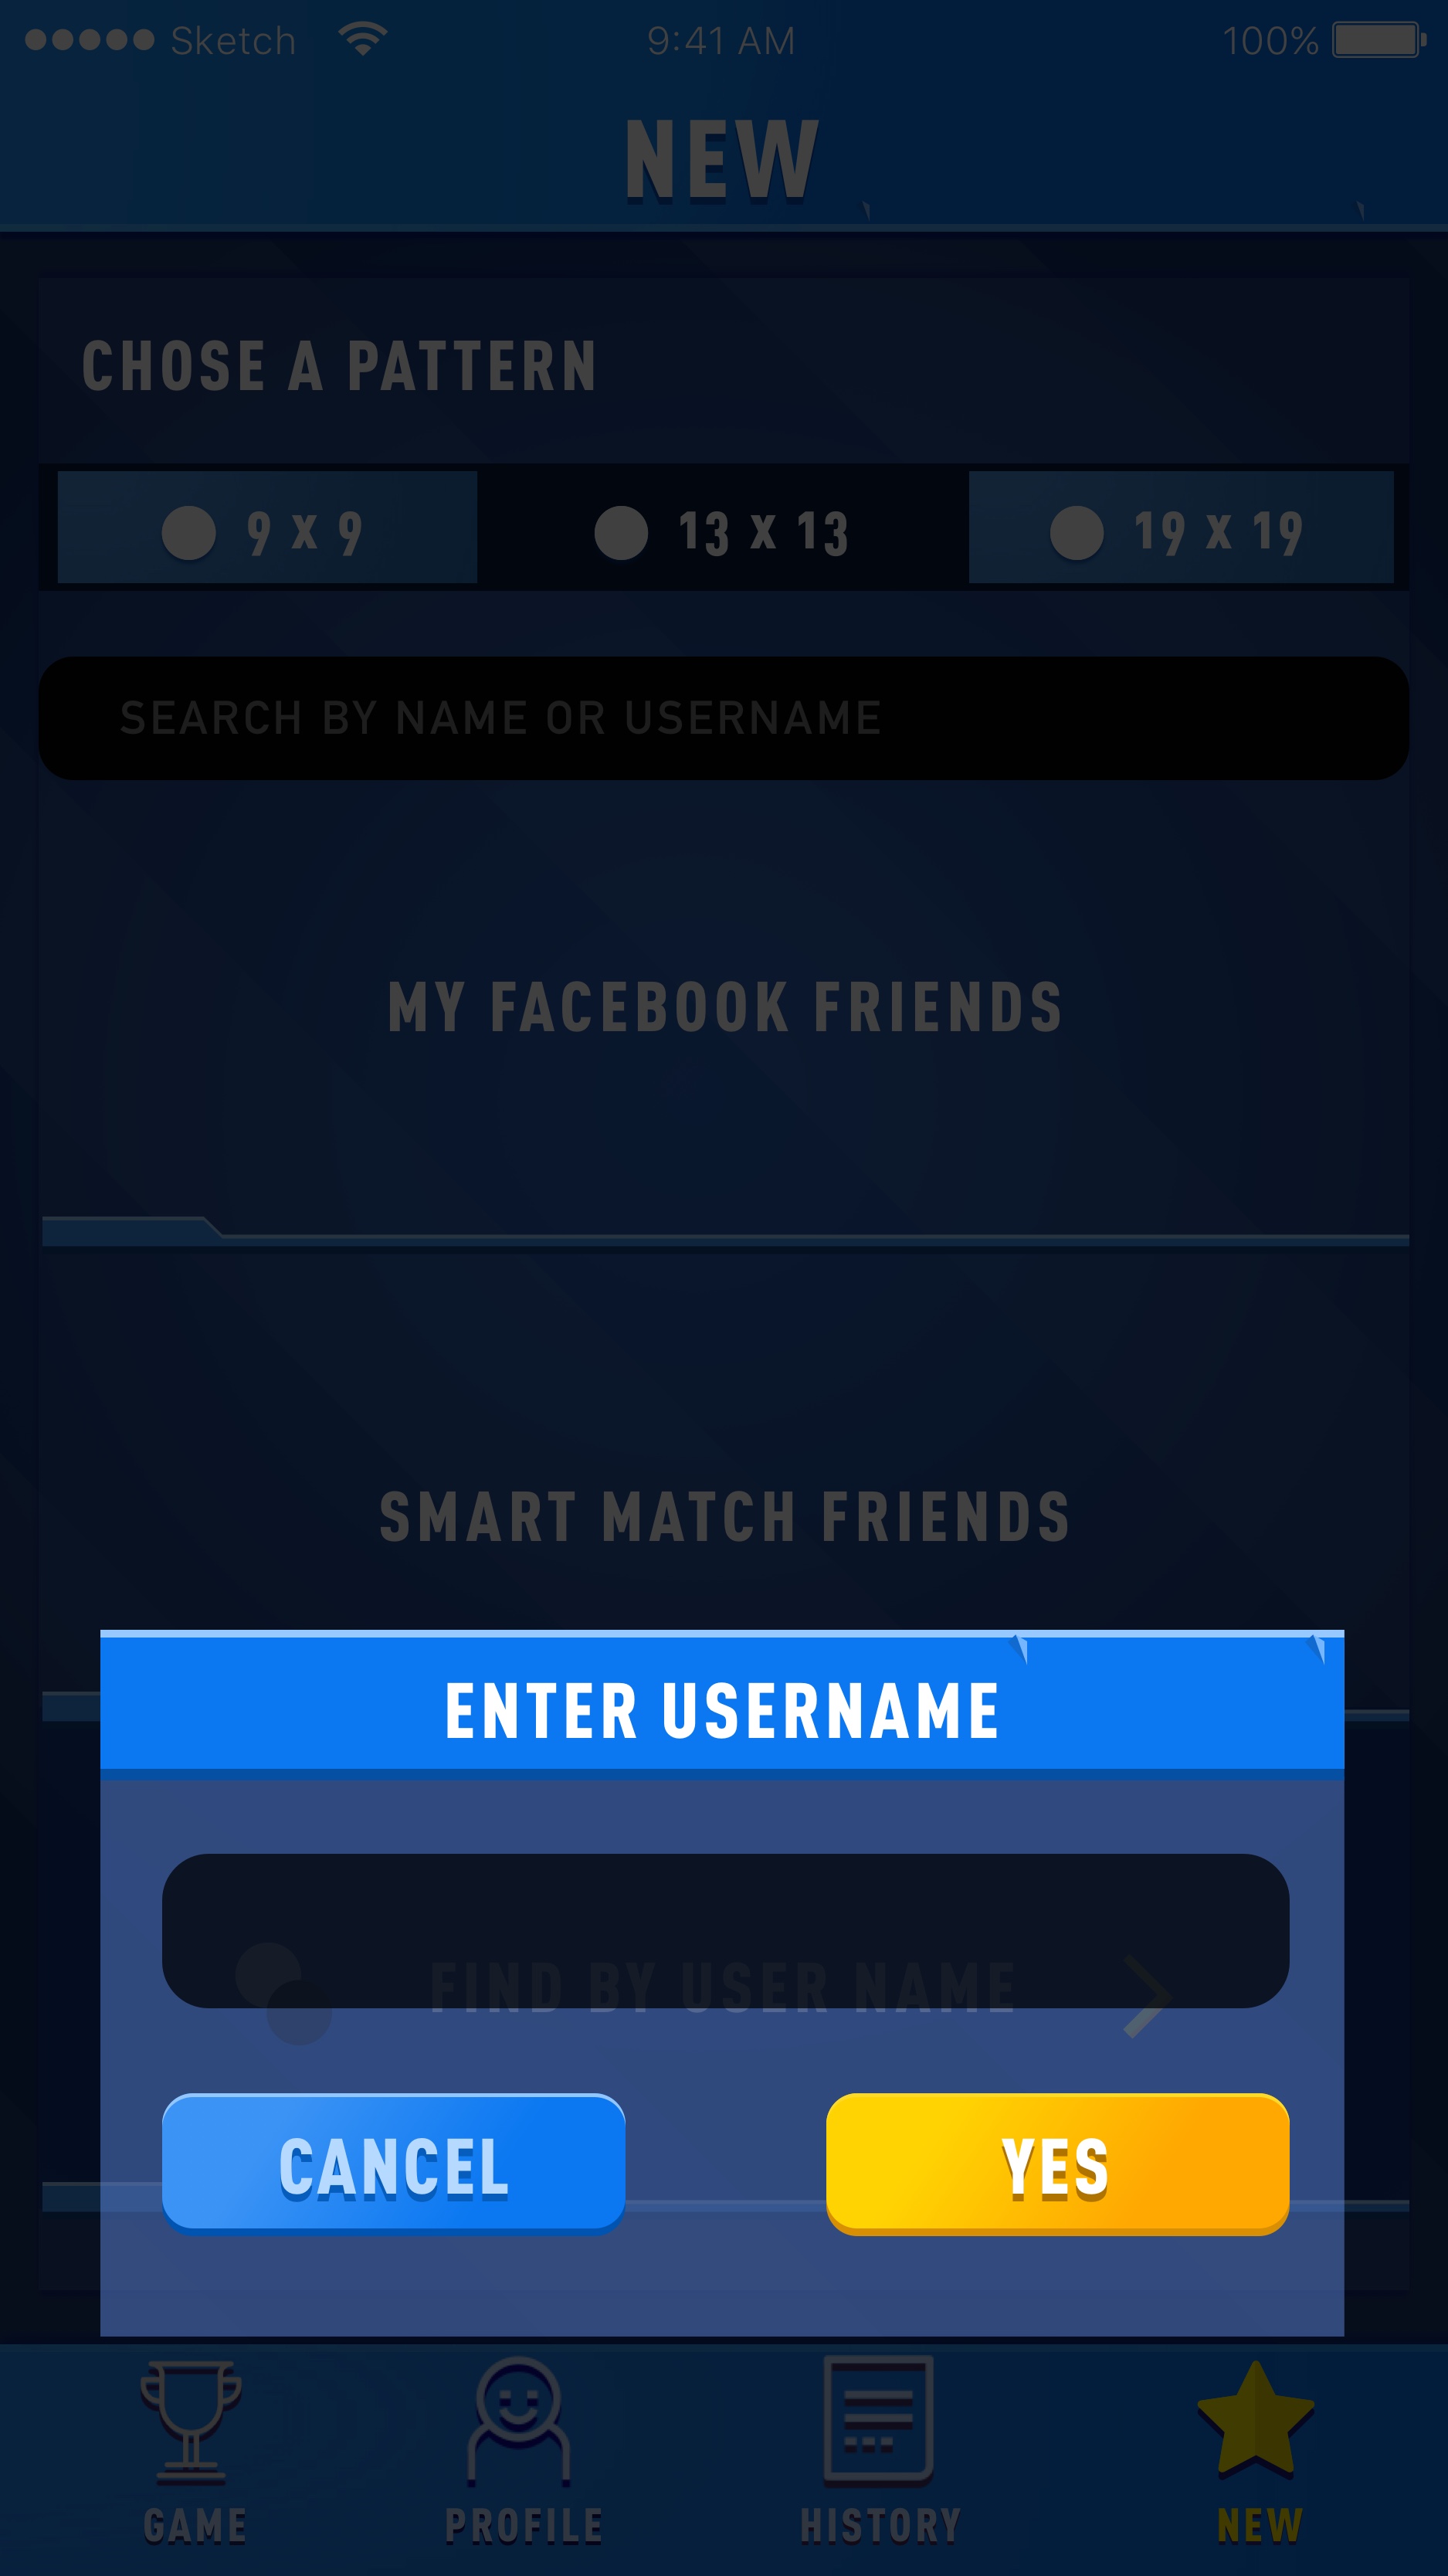 Sketch 9:41 AM 100%
NEW
CHOSE A PATTERN
9 X 9 13 X 13 19 X 19
SEARCH BY NAME OR USERNAME
MY FACEBOOK FRIENDS
SMART MATCH FRIENDS
ENTER USERNAME
FIND BY USER NAME
CANCEL YES
GAME PROFILE HISTORY NEW